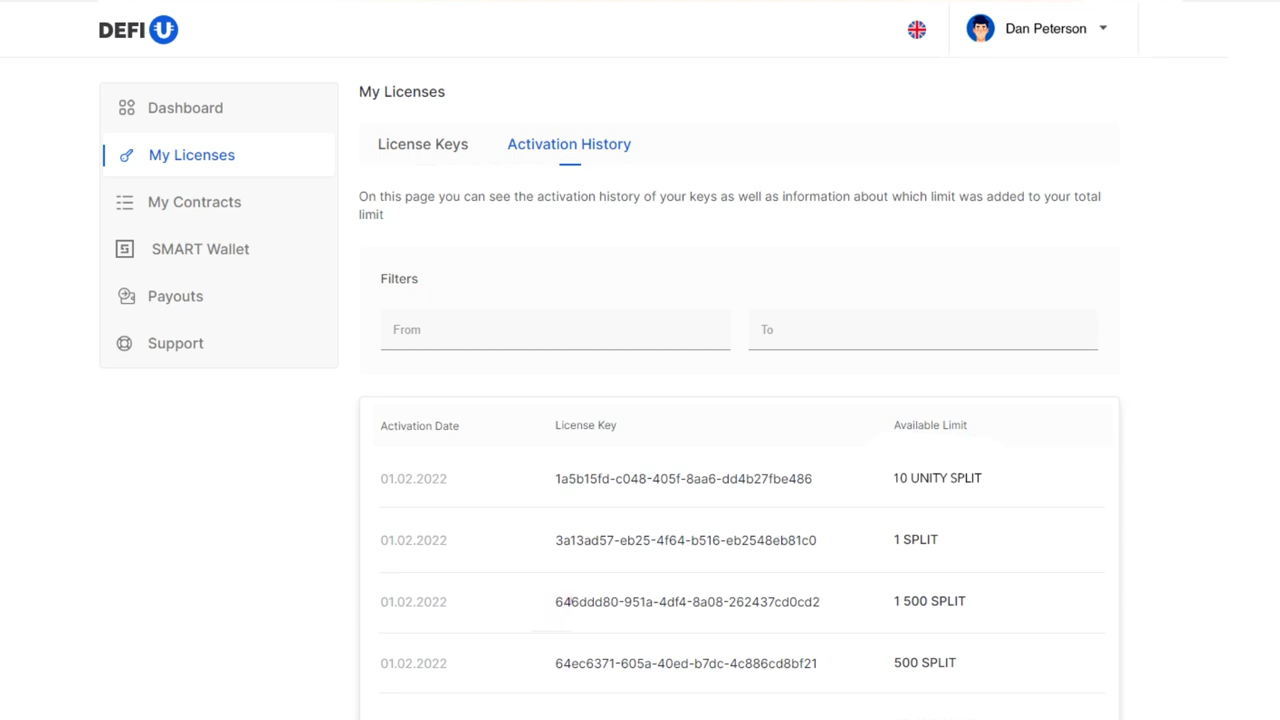 DEFI U
Dan Peterson
Dashboard
My Licenses
My Contracts
SMART Wallet
Payouts
Support
My Licenses
License Keys Activation History
On this page you can see the activation history of your keys as well as information about which limit was added to your total
limit
Filters
From To
Activation Date License Key Available Limit
01.02.2022 1a5b15fd-c048-405f-8aa6-dd4b27fbe486 10 UNITY SPLIT
01.02.2022 3a13ad57-eb25-4f64-b516-eb2548eb81c0 1 SPLIT
01.02.2022 646ddd80-951a-4df4-8a08-262437cd0cd2 1 500 SPLIT
01.02.2022 64ec6371-605a-40ed-b7dc-4c886cd8bf21 500 SPLIT